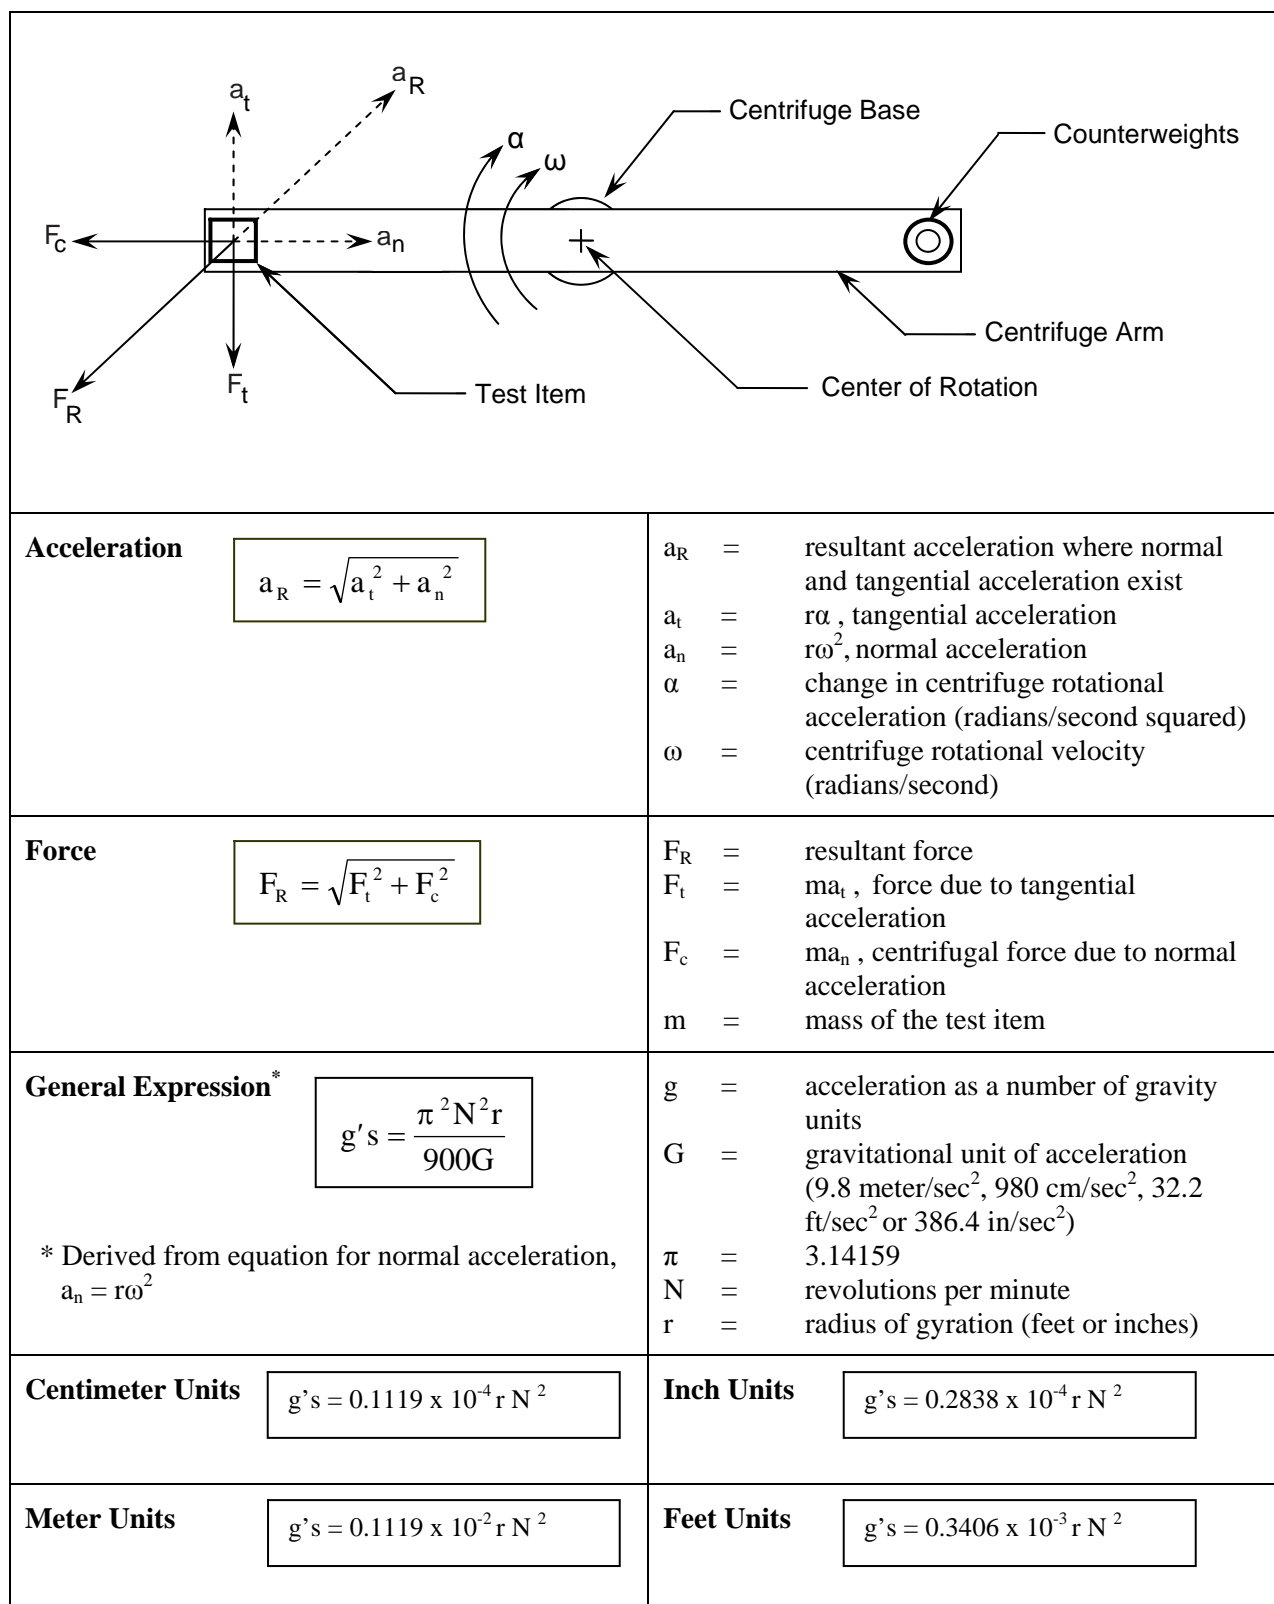 a_t
a_R
Centrifuge Base
Counterweights
α
ω
F_c
a_n
Centrifuge Arm
F_t
F_R
Test Item
Center of Rotation
Acceleration
a_R = √(a_t² + a_n²)
a_R = resultant acceleration where normal
and tangential acceleration exist
a_t = rα , tangential acceleration
a_n = rω², normal acceleration
α = change in centrifuge rotational
acceleration (radians/second squared)
ω = centrifuge rotational velocity
(radians/second)
Force
F_R = √(F_t² + F_c²)
F_R = resultant force
F_t = ma_t , force due to tangential
acceleration
F_c = ma_n , centrifugal force due to normal
acceleration
m = mass of the test item
General Expression*
g's = π²N²r / 900G
* Derived from equation for normal acceleration,
a_n = rω²
g = acceleration as a number of gravity
units
G = gravitational unit of acceleration
(9.8 meter/sec², 980 cm/sec², 32.2
ft/sec² or 386.4 in/sec²)
π = 3.14159
N = revolutions per minute
r = radius of gyration (feet or inches)
Centimeter Units g's = 0.1119 x 10⁻⁴ r N ²
Inch Units g's = 0.2838 x 10⁻⁴ r N ²
Meter Units g's = 0.1119 x 10⁻² r N ²
Feet Units g's = 0.3406 x 10⁻³ r N ²